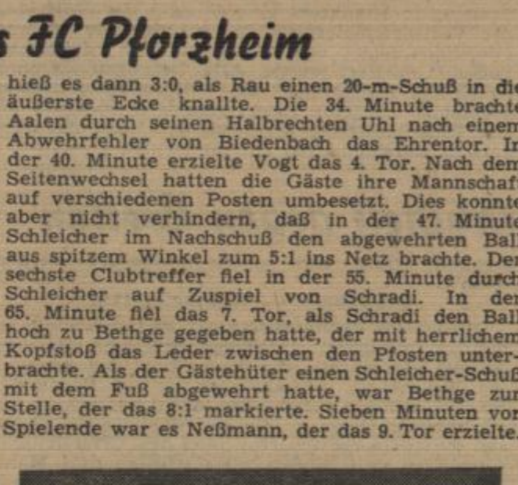 s FC Pforzheim
hieß es dann 3:0, als Rau einen 20-m-Schuß in die
äußerste Ecke knallte. Die 34. Minute brachte
Aalen durch seinen Halbrechten Uhl nach einem
Abwehrfehler von Biedenbach das Ehrentor. In
der 40. Minute erzielte Vogt das 4. Tor. Nach dem
Seitenwechsel hatten die Gäste ihre Mannschaft
auf verschiedenen Posten umbesetzt. Dies konnte
aber nicht verhindern, daß in der 47. Minute
Schleicher im Nachschuß den abgewehrten Ball
aus spitzem Winkel zum 5:1 ins Netz brachte. Der
sechste Clubtreffer fiel in der 55. Minute durch
Schleicher auf Zuspiel von Schradi. In der
65. Minute fiel das 7. Tor, als Schradi den Ball
hoch zu Bethge gegeben hatte, der mit herrlichem
Kopfstoß das Leder zwischen den Pfosten unter-
brachte. Als der Gästehüter einen Schleicher-Schuß
mit dem Fuß abgewehrt hatte, war Bethge zur
Stelle, der das 8:1 markierte. Sieben Minuten vor
Spielende war es Neßmann, der das 9. Tor erzielte.